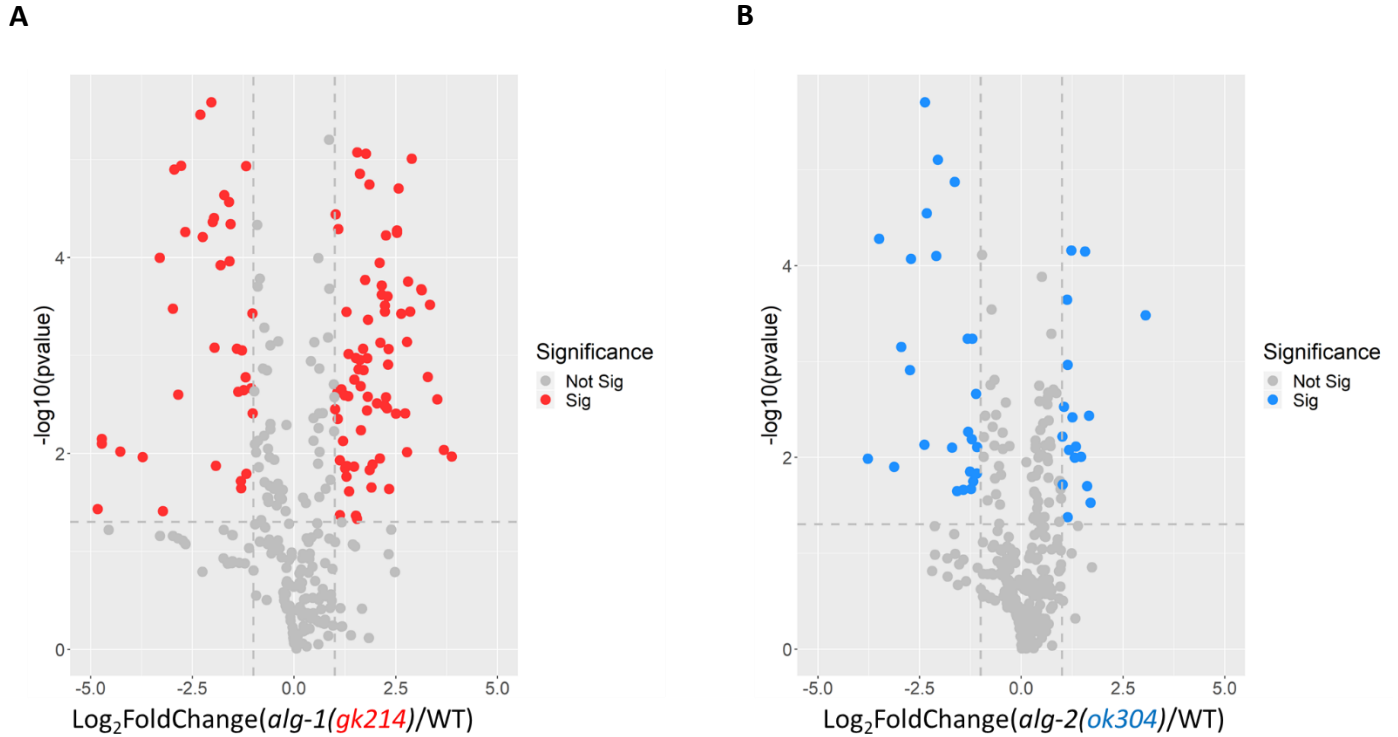 A
-log10(pvalue)
4
2
0
-5.0 -2.5 0.0 2.5 5.0
Log₂FoldChange(alg-1(gk214)/WT)
Significance
Not Sig
Sig
B
-log10(pvalue)
4
2
0
-5.0 -2.5 0.0 2.5 5.0
Log₂FoldChange(alg-2(ok304)/WT)
Significance
Not Sig
Sig